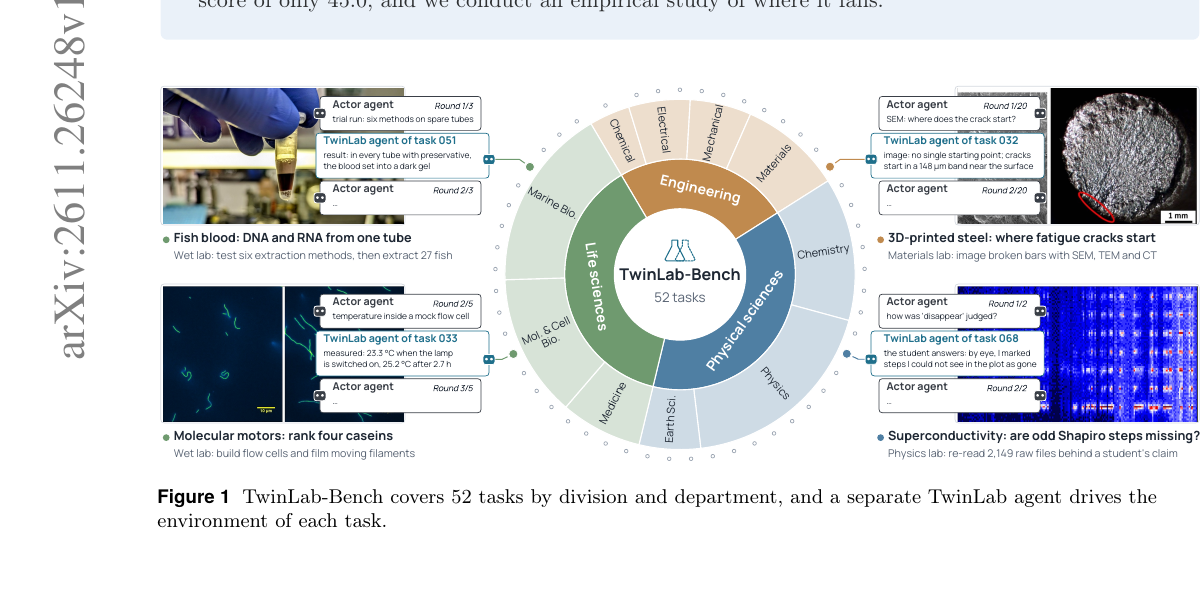 score of only 45.0, and we conduct an empirical study of where it fails.
arXiv:2611.26248v1
Actor agent Round 1/3
trial run: six methods on spare tubes
TwinLab agent of task 051
result: in every tube with preservative,
the blood set into a dark gel
Actor agent Round 2/3
...
Fish blood: DNA and RNA from one tube
Wet lab: test six extraction methods, then extract 27 fish
Actor agent Round 2/5
temperature inside a mock flow cell
TwinLab agent of task 033
measured: 23.3 °C when the lamp
is switched on, 25.2 °C after 2.7 h
Actor agent Round 3/5
...
10 μm
Molecular motors: rank four caseins
Wet lab: build flow cells and film moving filaments
Chemical
Electrical
Mechanical
Materials
Engineering
Marine Bio.
Life sciences
Mol. & Cell
Bio.
Medicine
Earth Sci.
Physics
Chemistry
Physical sciences
TwinLab-Bench
52 tasks
Actor agent Round 1/20
SEM: where does the crack start?
TwinLab agent of task 032
image: no single starting point; cracks
start in a 148 μm band near the surface
Actor agent Round 2/20
...
1 mm
3D-printed steel: where fatigue cracks start
Materials lab: image broken bars with SEM, TEM and CT
Actor agent Round 1/2
how was 'disappear' judged?
TwinLab agent of task 068
the student answers: by eye, I marked
steps I could not see in the plot as gone
Actor agent Round 2/2
...
Superconductivity: are odd Shapiro steps missing?
Physics lab: re-read 2,149 raw files behind a student's claim
Figure 1 TwinLab-Bench covers 52 tasks by division and department, and a separate TwinLab agent drives the
environment of each task.